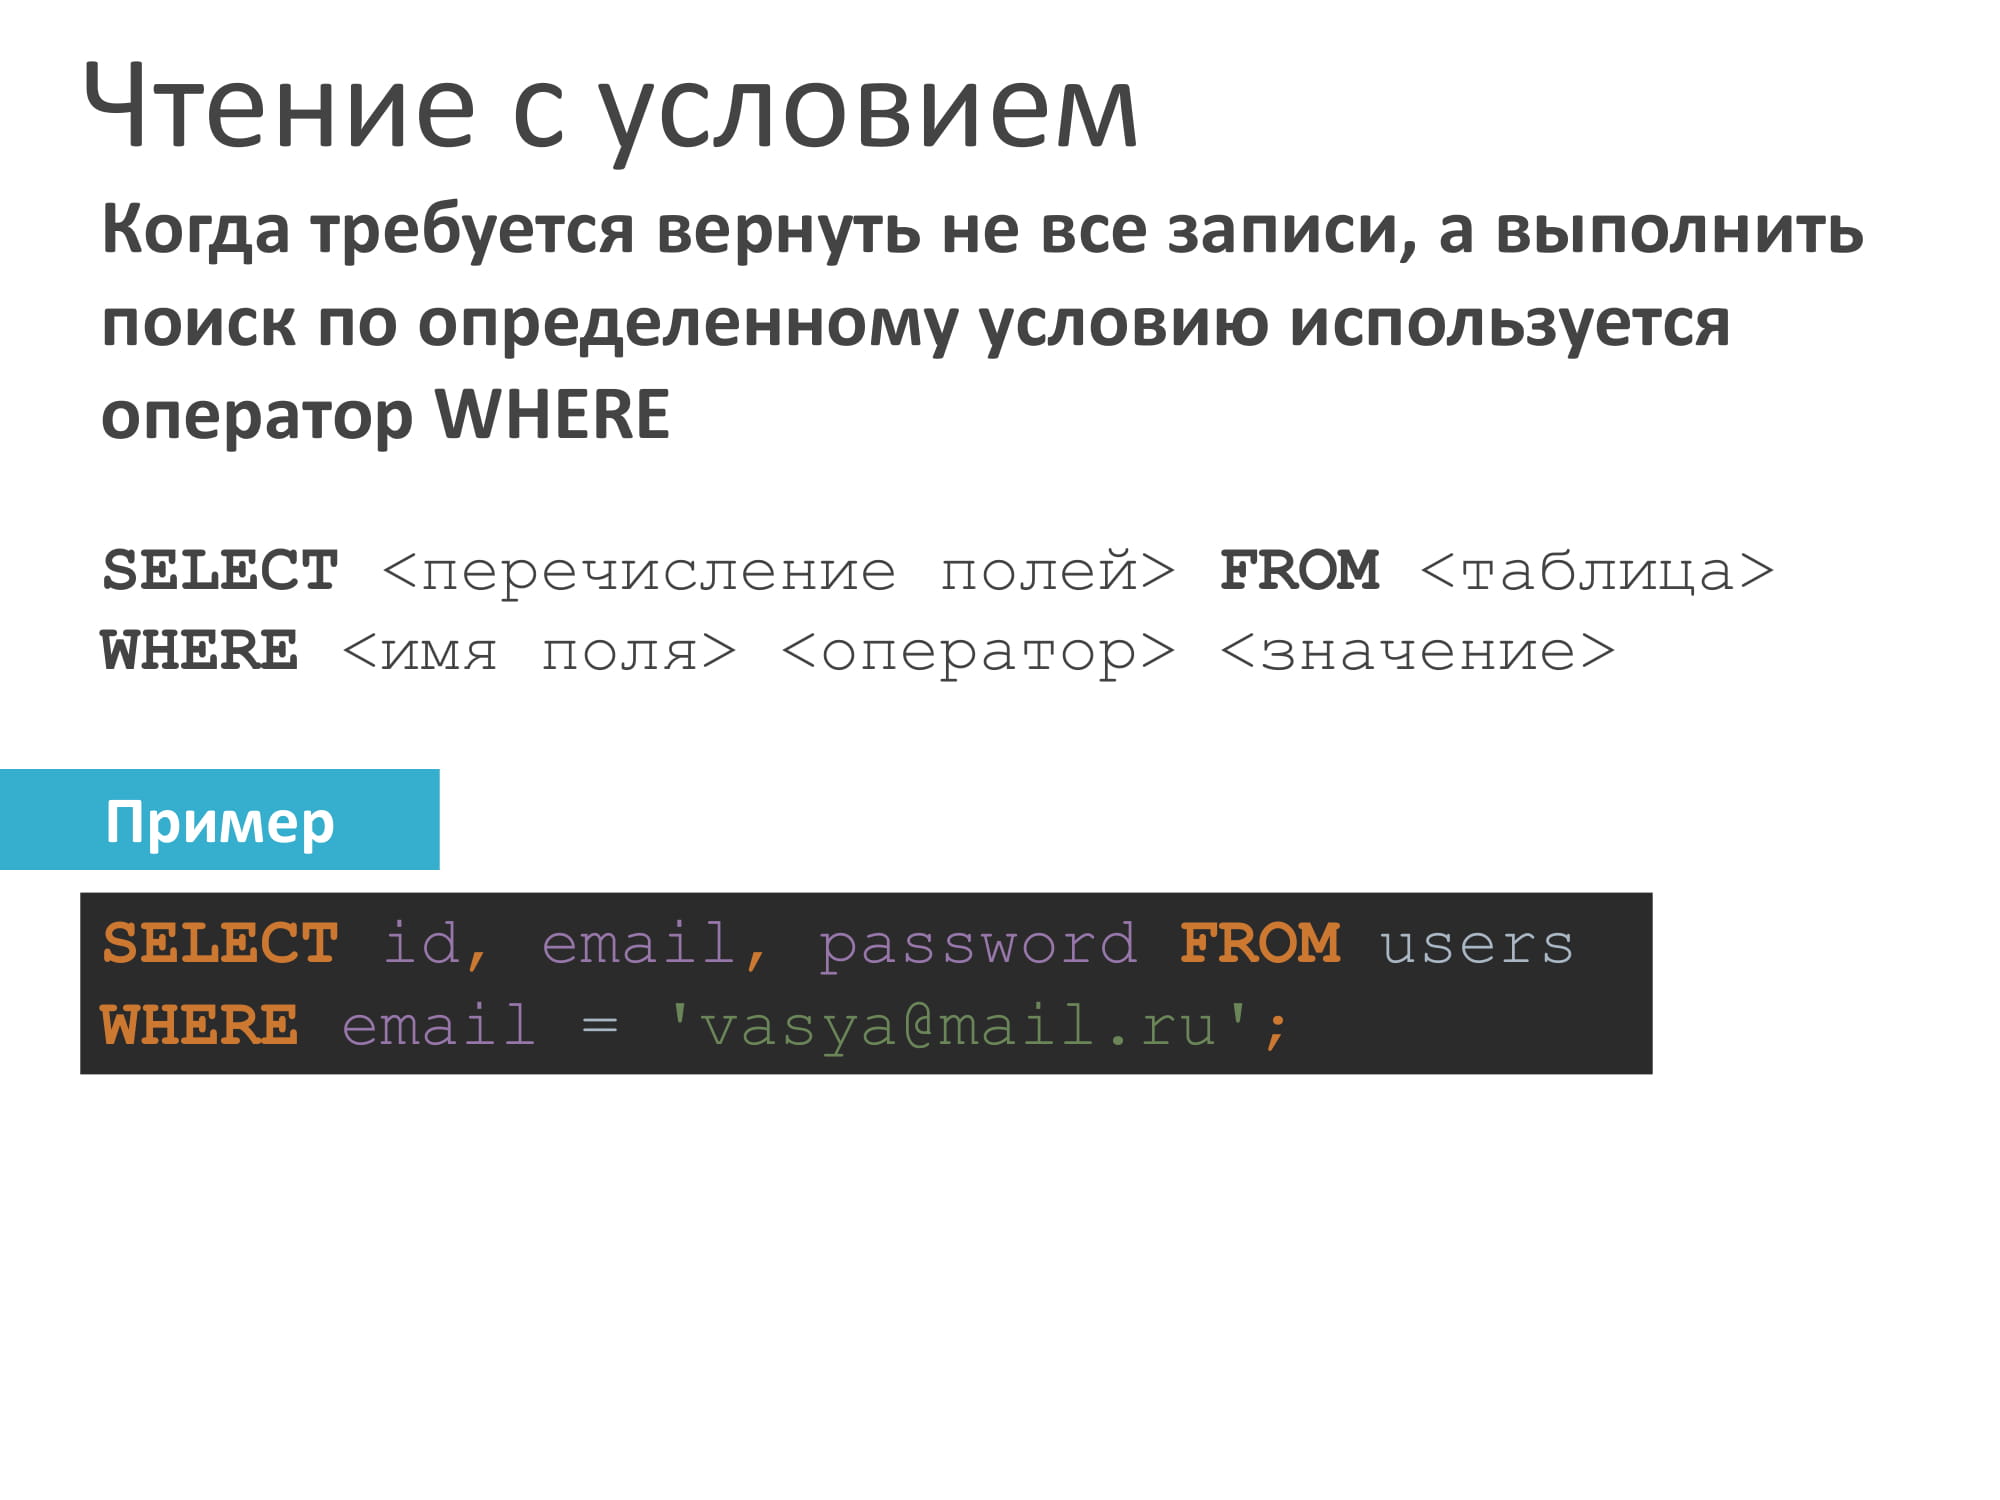 Чтение с условием
Когда требуется вернуть не все записи, а выполнить
поиск по определенному условию используется
оператор WHERE
SELECT <перечисление полей> FROM <таблица>
WHERE <имя поля> <оператор> <значение>
Пример
SELECT id, email, password FROM users
WHERE email = 'vasya@mail.ru';